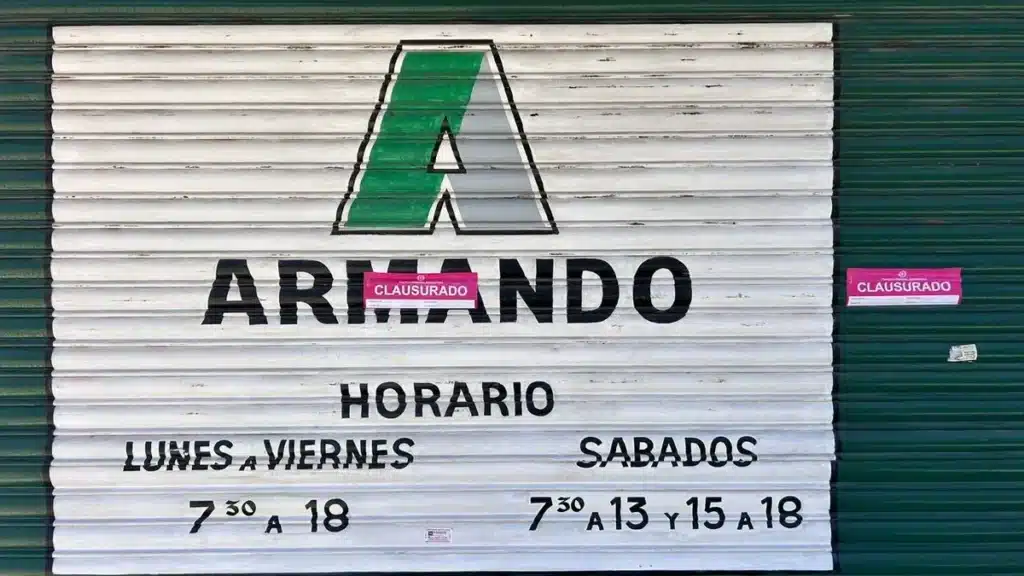 A
ARMANDO
CLAUSURADO
CLAUSURADO
HORARIO
LUNES A VIERNES
SABADOS
7 30 A 18
7 30 A 13 Y 15 A 18